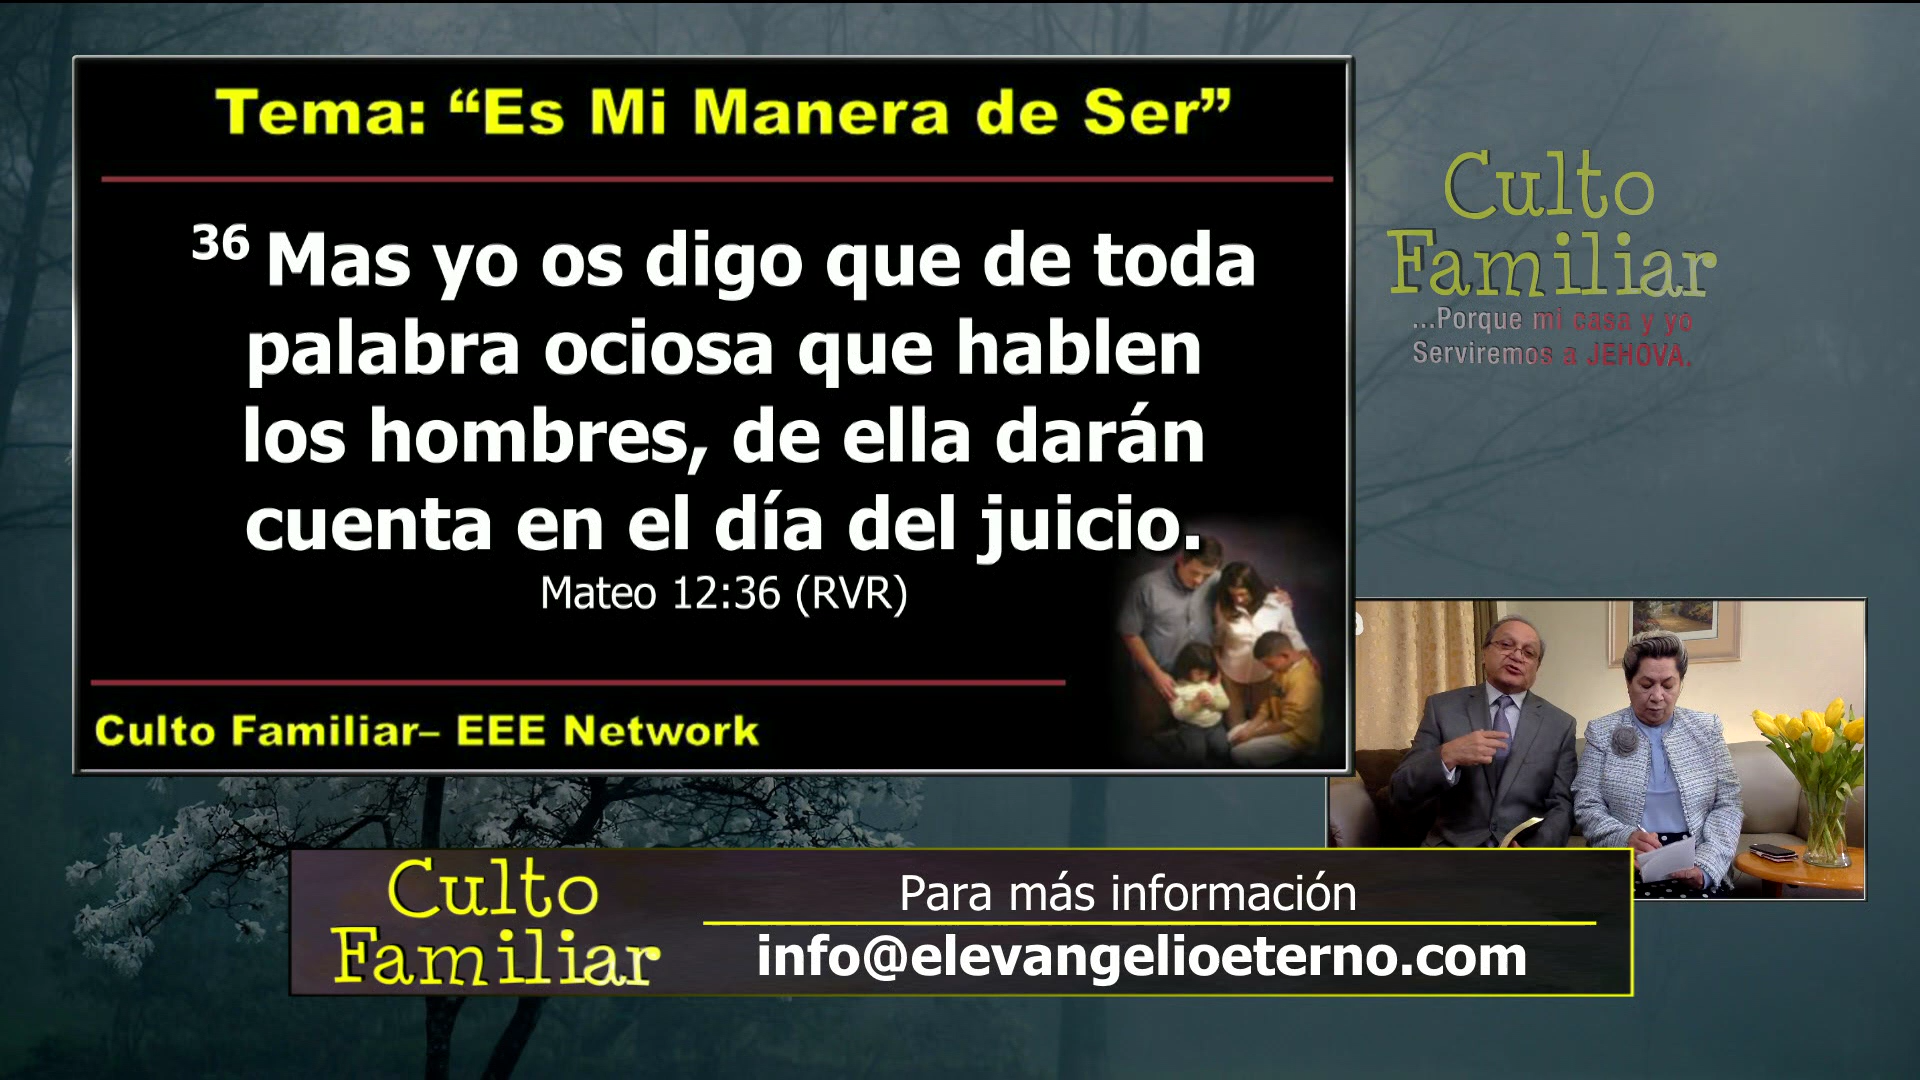 Tema: “Es Mi Manera de Ser”
36 Mas yo os digo que de toda
palabra ociosa que hablen
los hombres, de ella darán
cuenta en el día del juicio.
Mateo 12:36 (RVR)
Culto Familiar– EEE Network
Culto
Familiar
...Porque mi casa y yo
Serviremos a JEHOVA.
Culto
Familiar
Para más información
info@elevangelioeterno.com